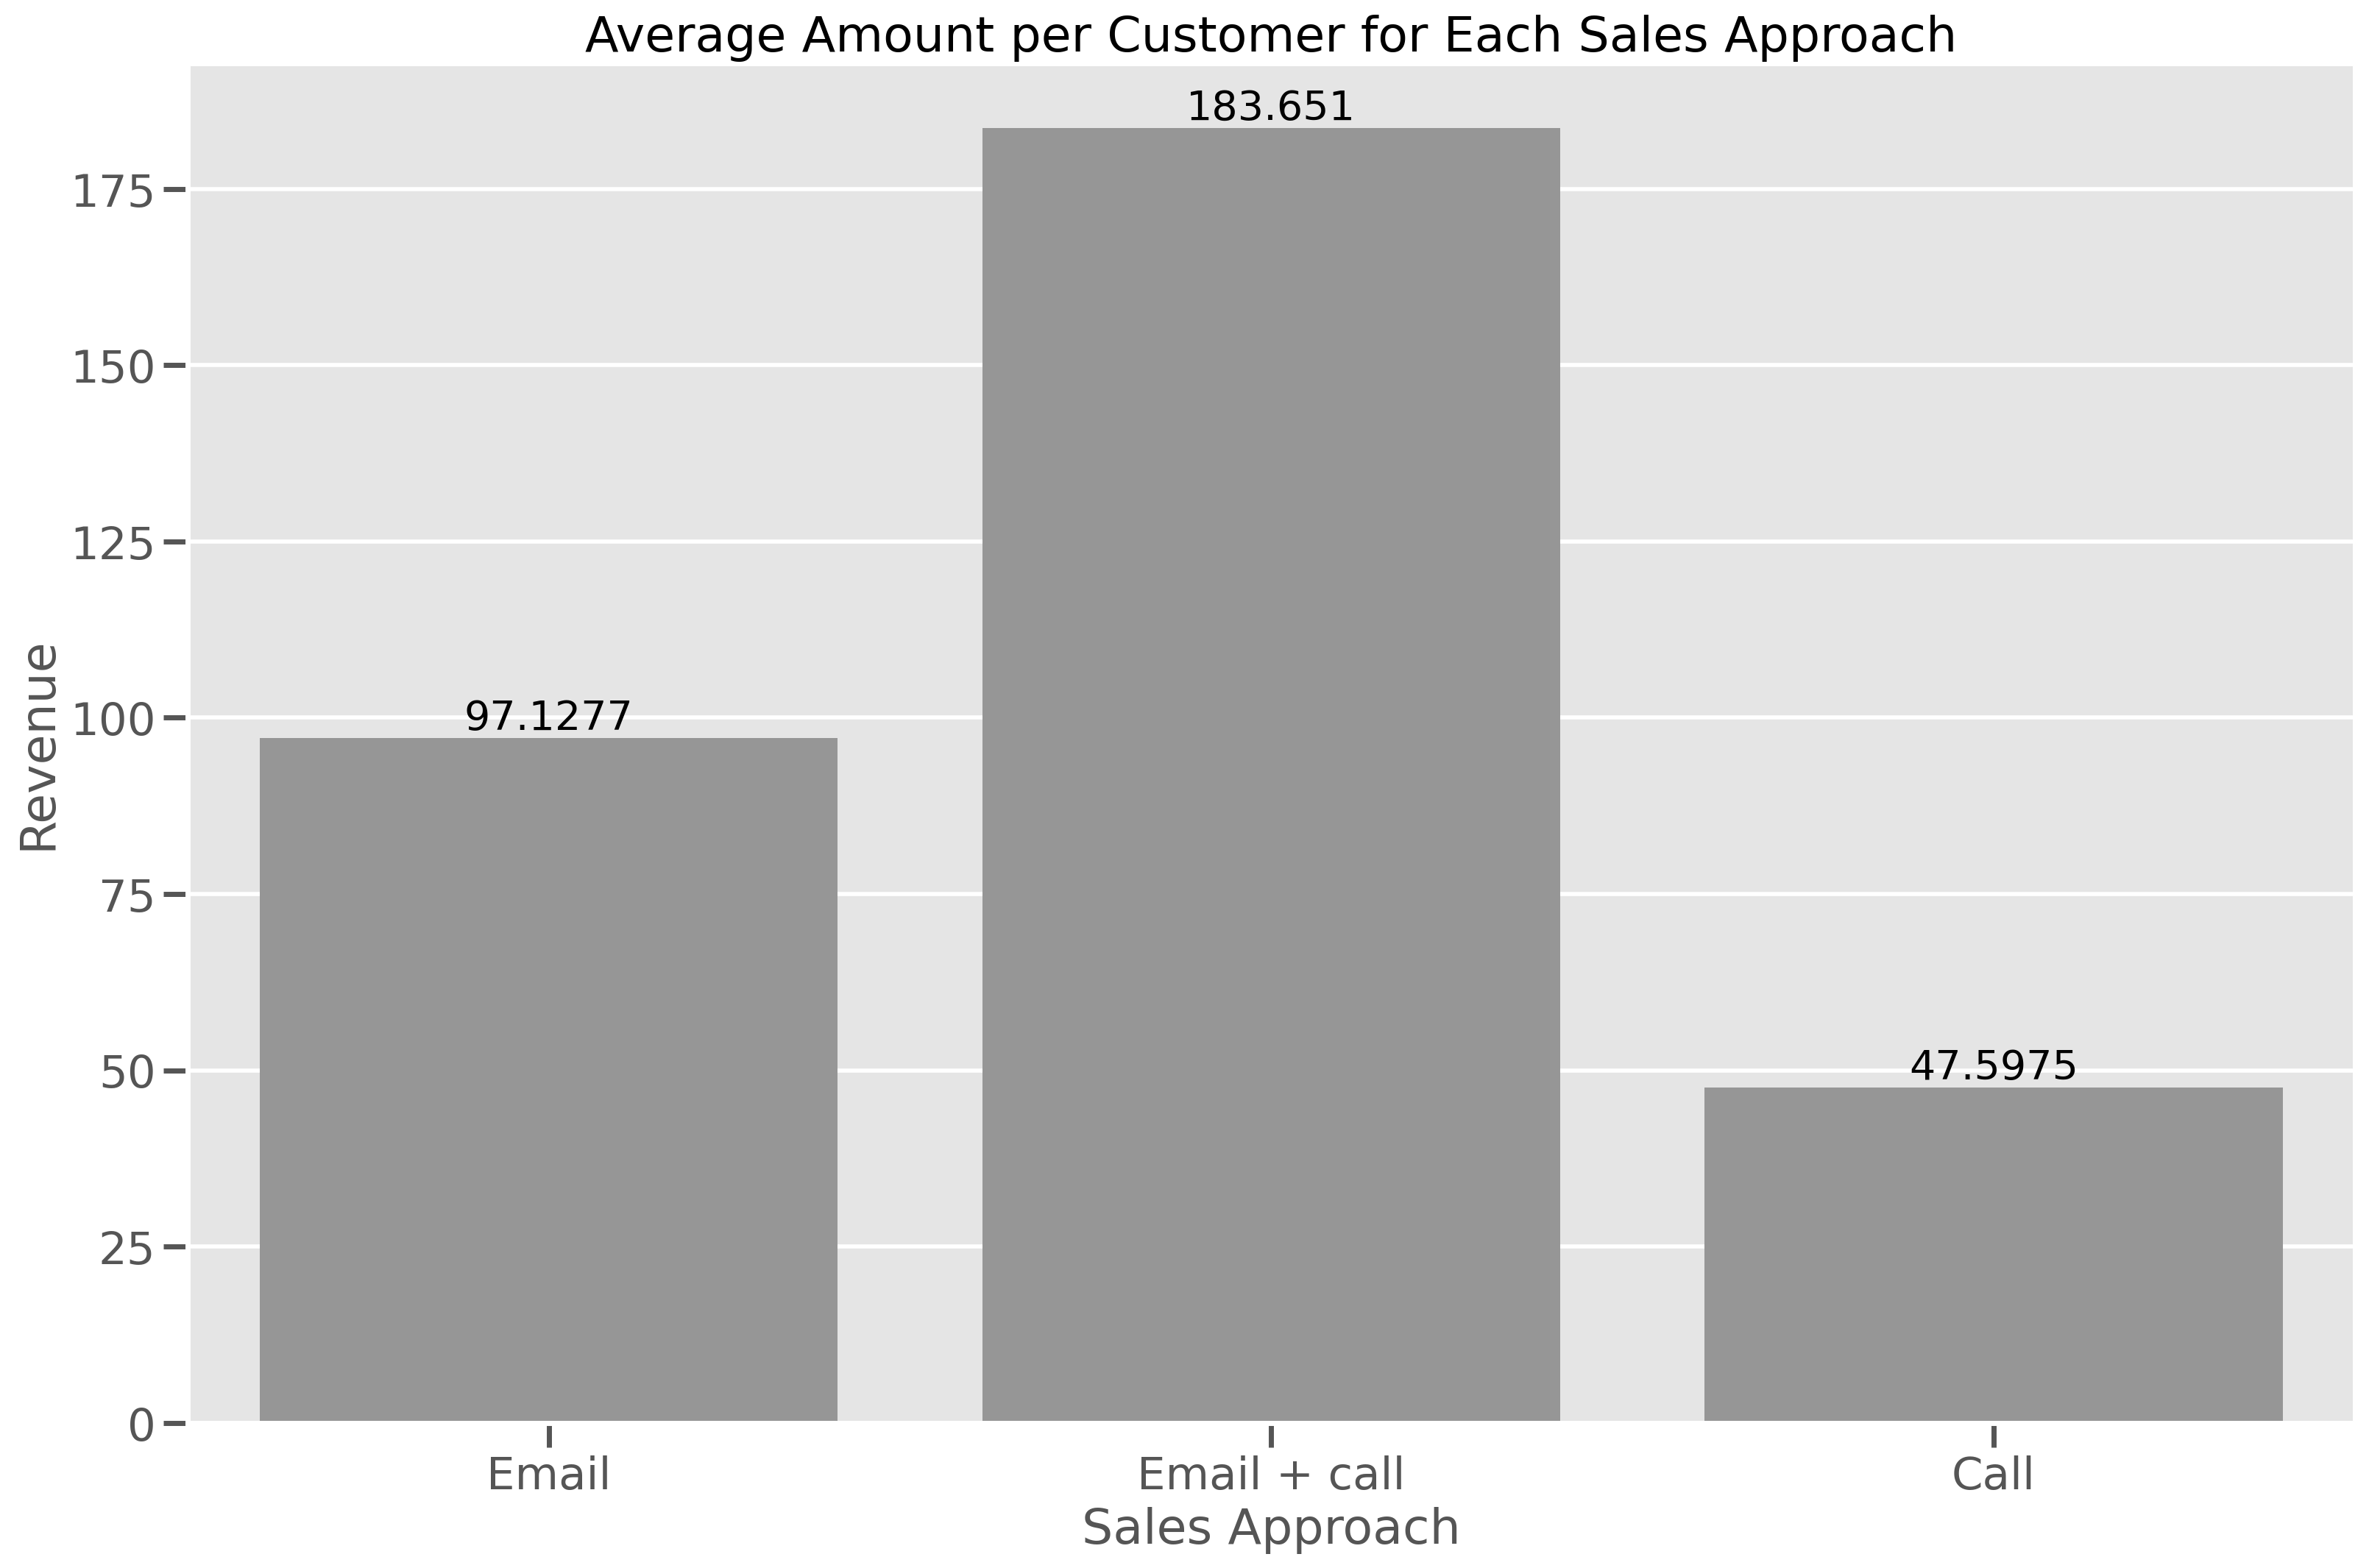 Average Amount per Customer for Each Sales Approach
183.651
175
150
125
97.1277
100
75
50
47.5975
25
0
Revenue
Email
Email + call
Call
Sales Approach